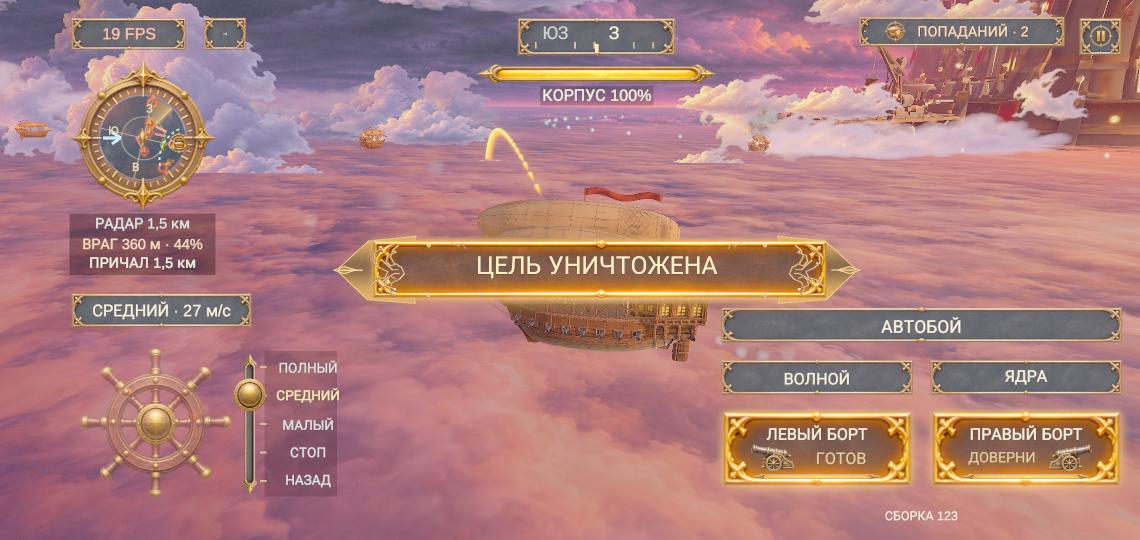 19 FPS
ЮЗ З
ПОПАДАНИЙ · 2
КОРПУС 100%
З
Ю
В
РАДАР 1,5 км
ВРАГ 360 м · 44%
ПРИЧАЛ 1,5 км
ЦЕЛЬ УНИЧТОЖЕНА
СРЕДНИЙ · 27 м/с
ПОЛНЫЙ
СРЕДНИЙ
МАЛЫЙ
СТОП
НАЗАД
АВТОБОЙ
ВОЛНОЙ
ЯДРА
ЛЕВЫЙ БОРТ
ГОТОВ
ПРАВЫЙ БОРТ
ДОВЕРНИ
СБОРКА 123